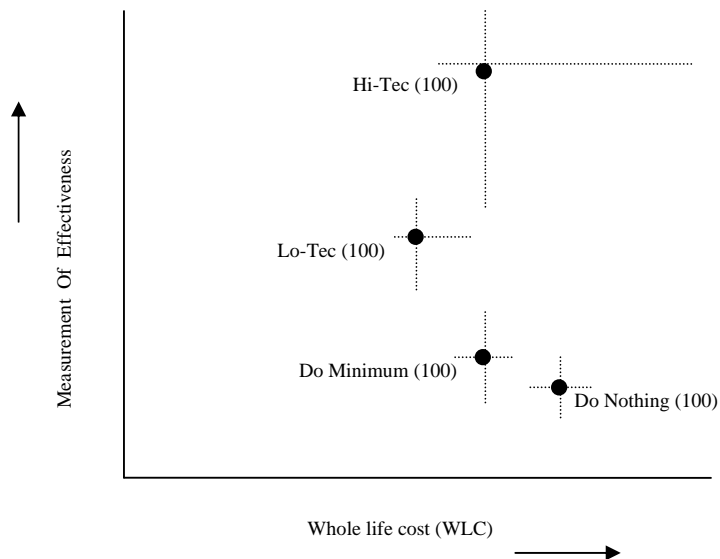 Hi-Tec (100)
Lo-Tec (100)
Do Minimum (100)
Do Nothing (100)
Measurement Of Effectiveness
Whole life cost (WLC)